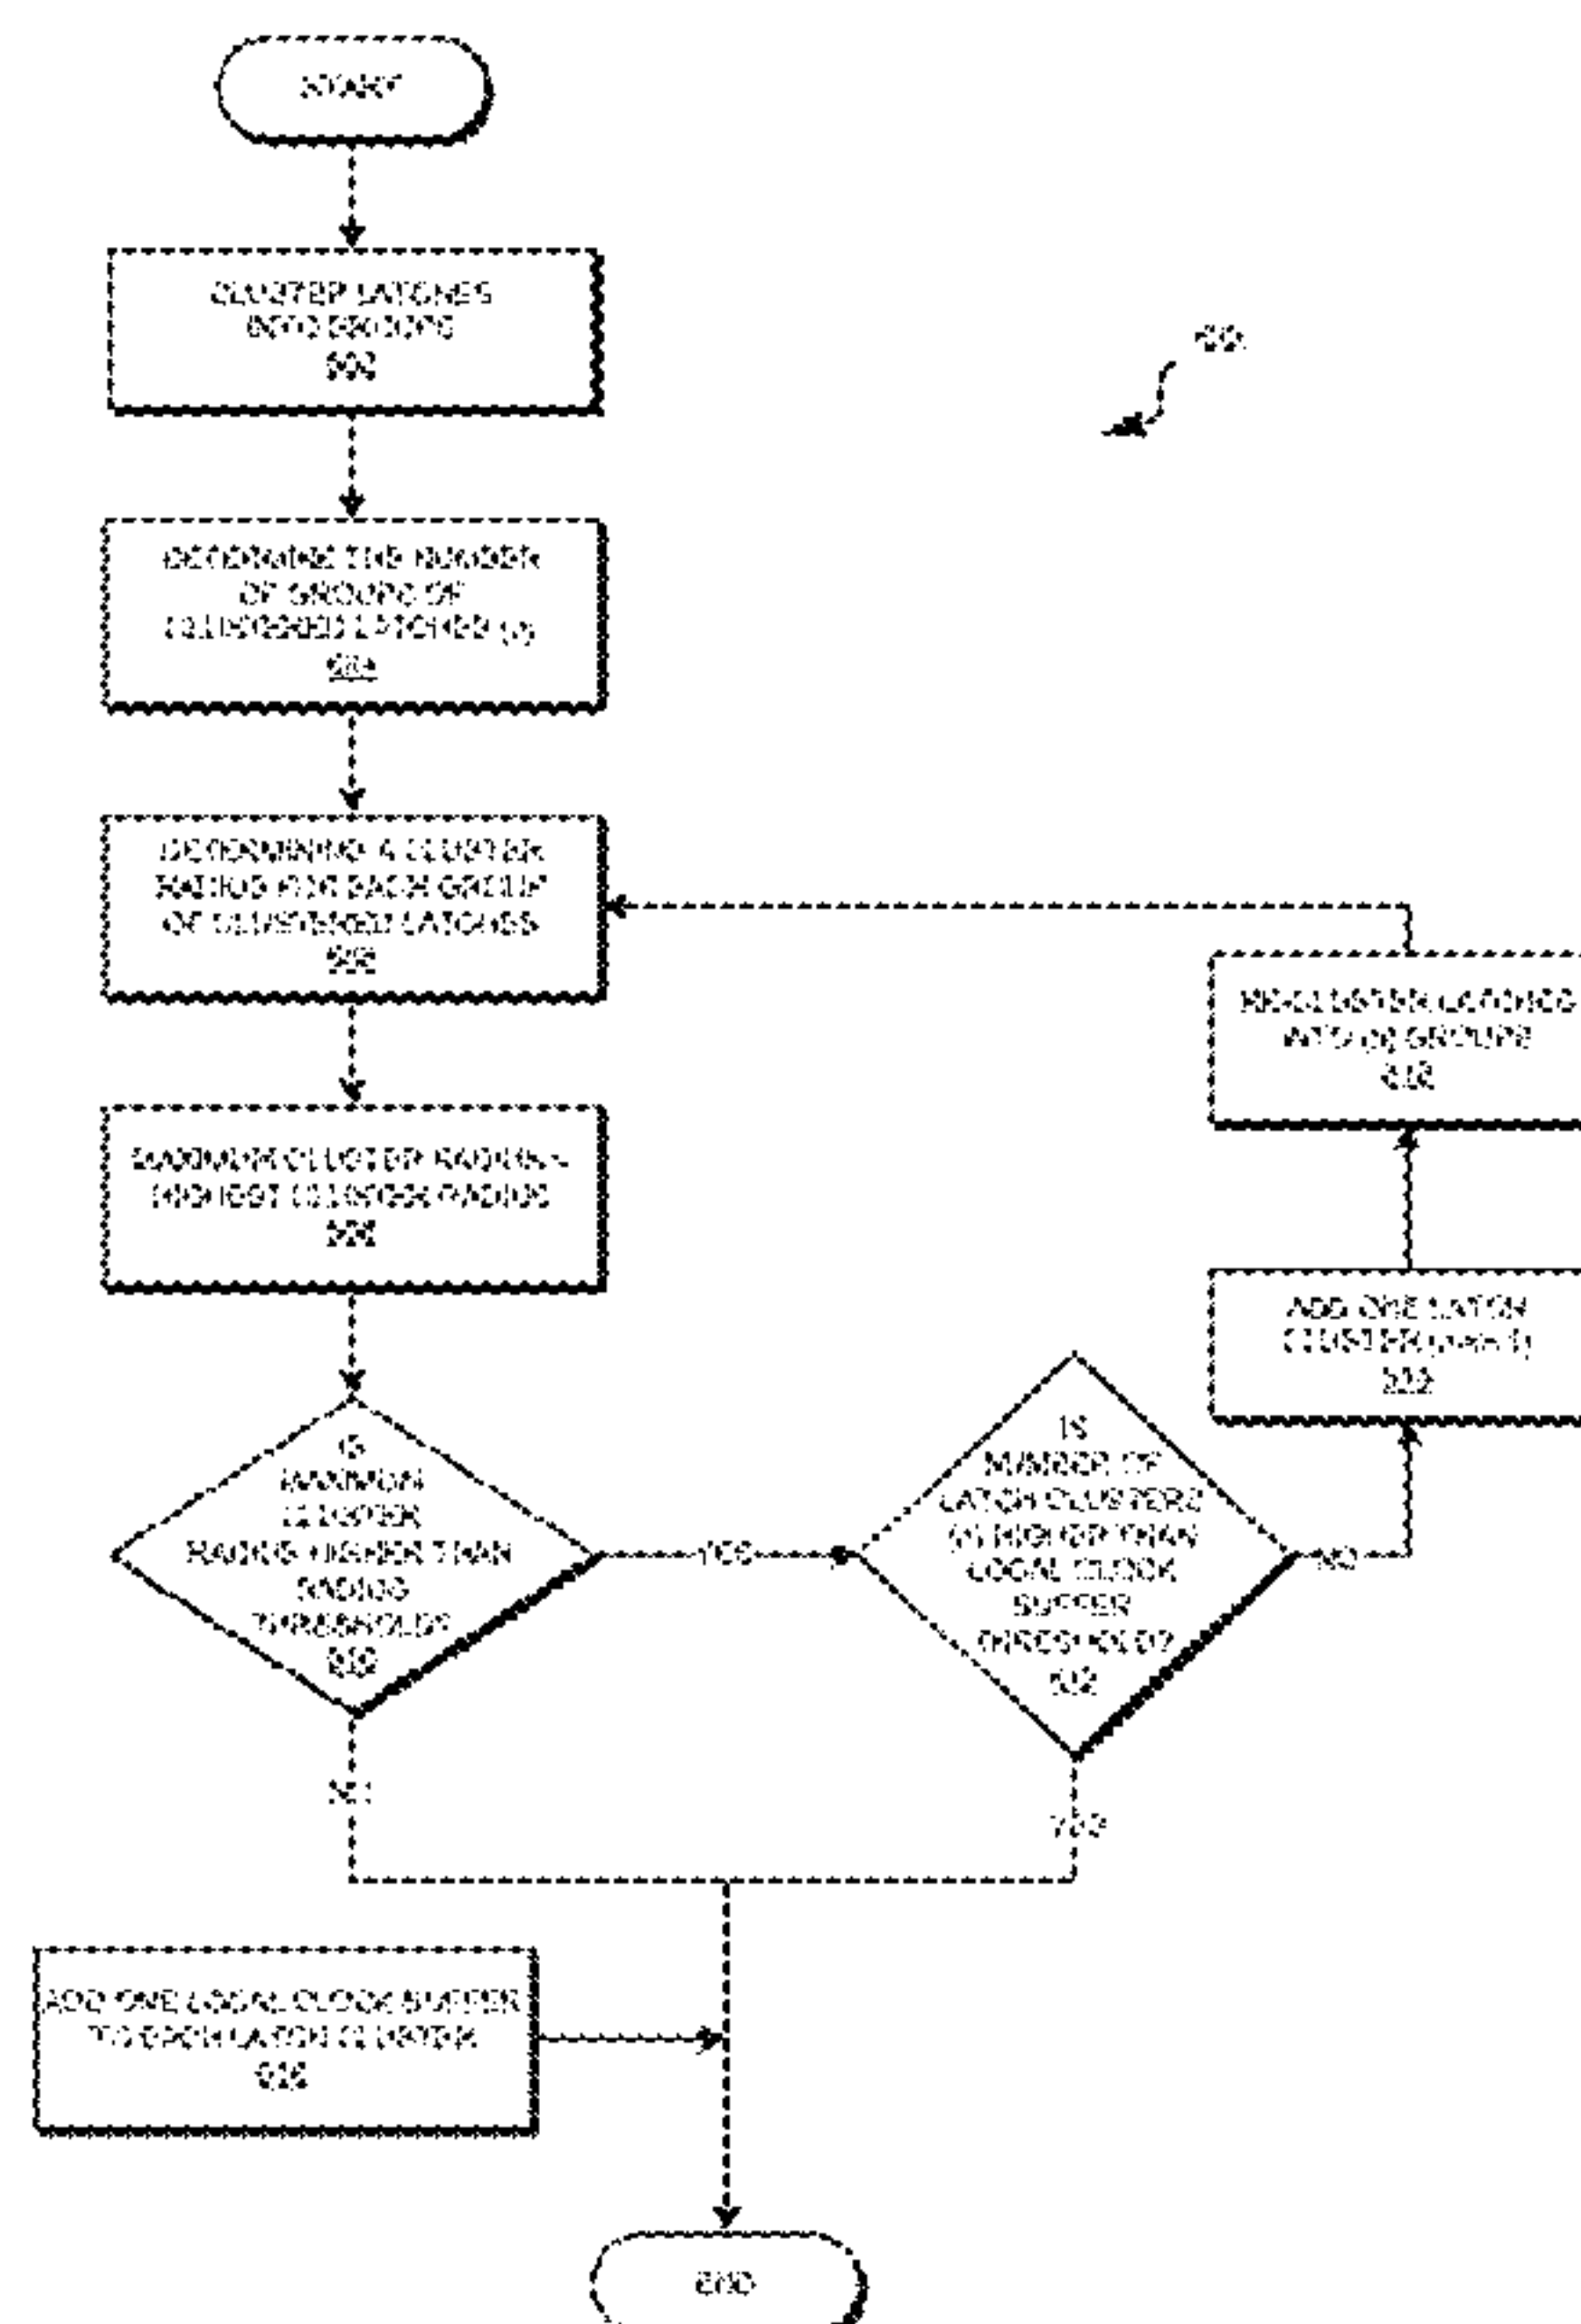 START
CLUSTER LATCHES
INTO GROUPS
DETERMINE THE NUMBER
OF GROUPS OF
CLUSTERED LATCHES
DETERMINING A CLUSTER
RADIUS FOR EACH GROUP
OF CLUSTERED LATCHES
MAXIMUM CLUSTER RADIUS =
HIGHEST CLUSTER RADIUS
IS
MAXIMUM
CLUSTER
RADIUS HIGHER THAN
RADIUS
THRESHOLD?
YES
NO
IS
NUMBER OF
LATCH CLUSTERS
HIGHER THAN
LOCAL CLOCK
BUFFER
THRESHOLD?
NO
YES
ADD ONE LATCH
CLUSTER
RE-CLUSTER LATCHES
INTO GROUPS
ADD ONE LOCAL CLOCK BUFFER
TO EACH LATCH CLUSTER
END